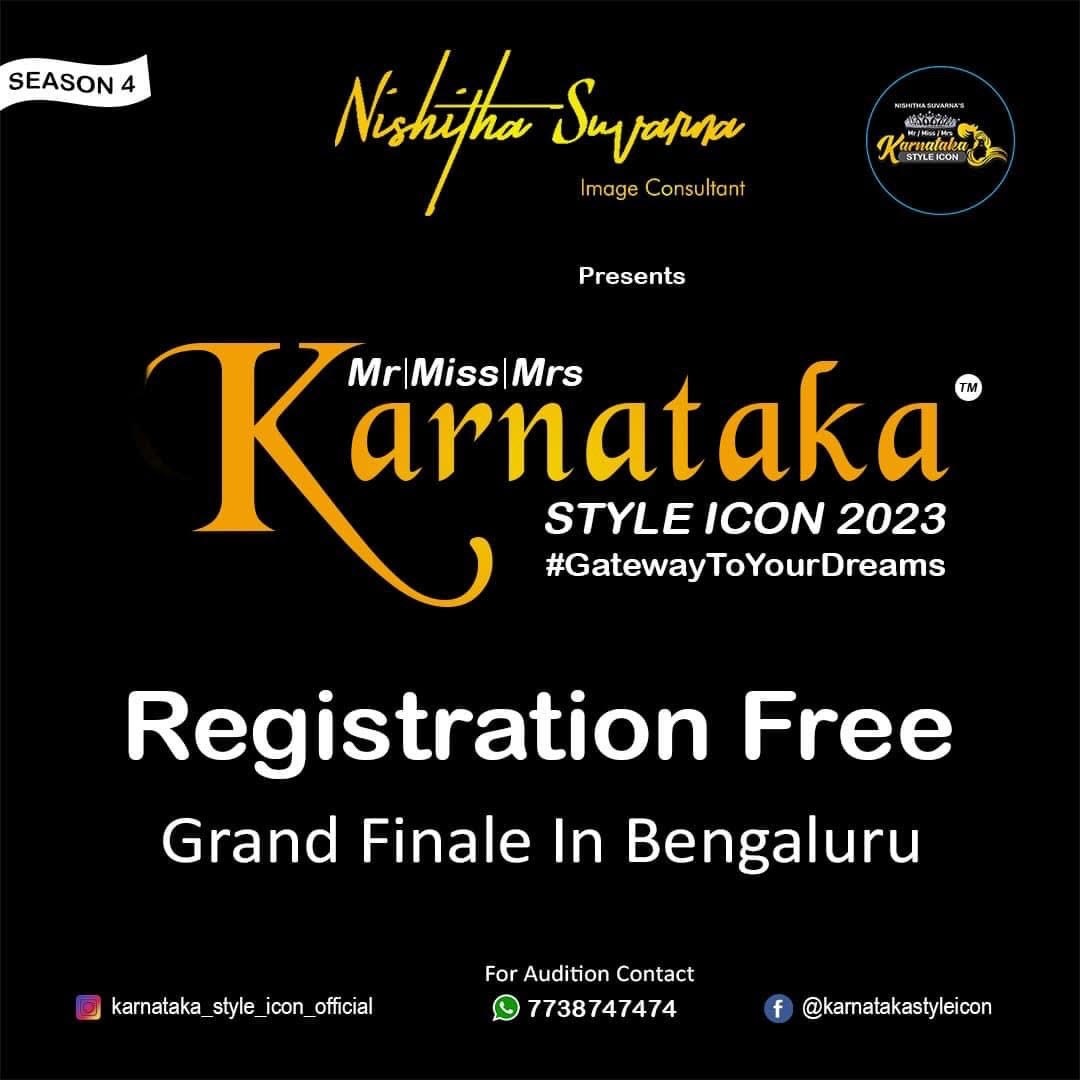 SEASON 4
Nishitha Suvarna
Image Consultant
NISHITHA SUVARNA'S
Mr / Miss / Mrs
Karnataka
STYLE ICON
Presents
Mr|Miss|Mrs
Karnataka TM
STYLE ICON 2023
#GatewayToYourDreams
Registration Free
Grand Finale In Bengaluru
For Audition Contact
karnataka_style_icon_official
7738747474
@karnatakastyleicon